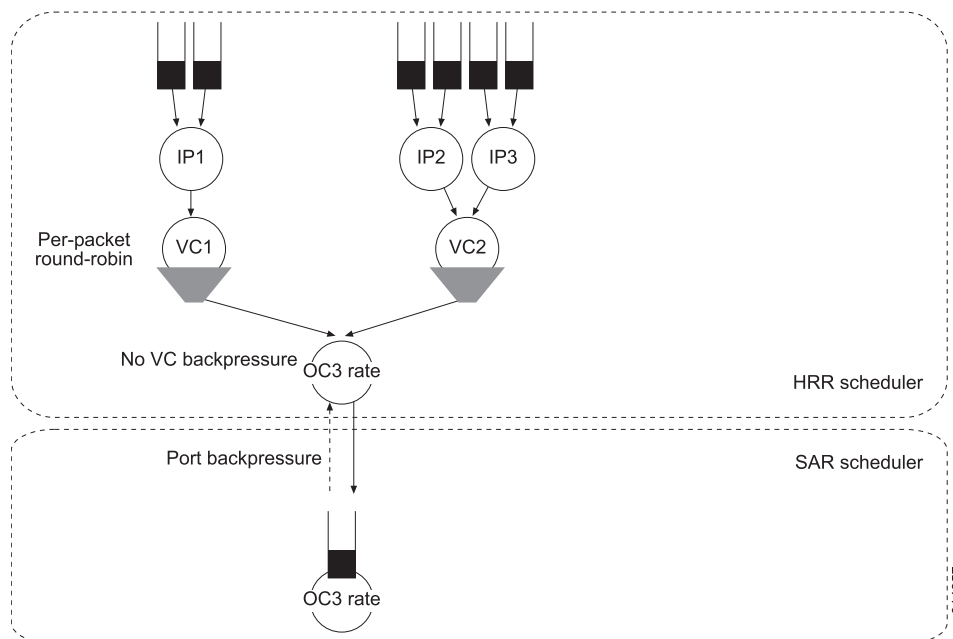 IP1
IP2
IP3
Per-packet
round-robin
VC1
VC2
No VC backpressure
OC3 rate
HRR scheduler
Port backpressure
SAR scheduler
OC3 rate